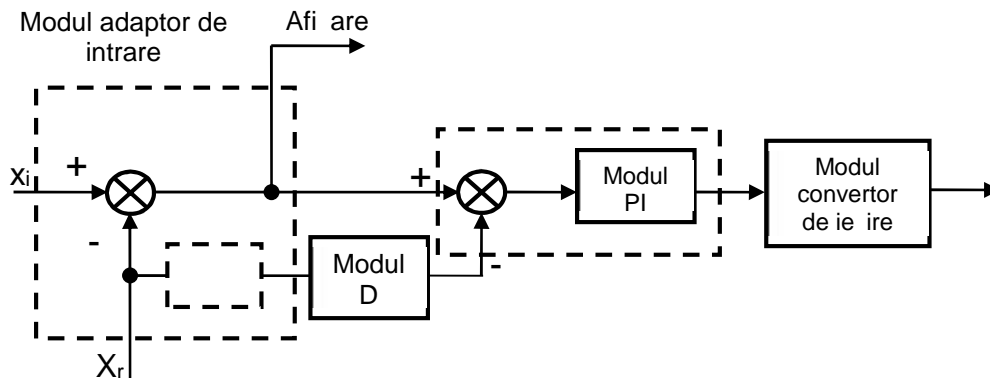 Modul adaptor de
intrare
Afi are
+
xi
-
Xr
Modul
D
+
-
Modul
PI
Modul
convertor
de ie ire